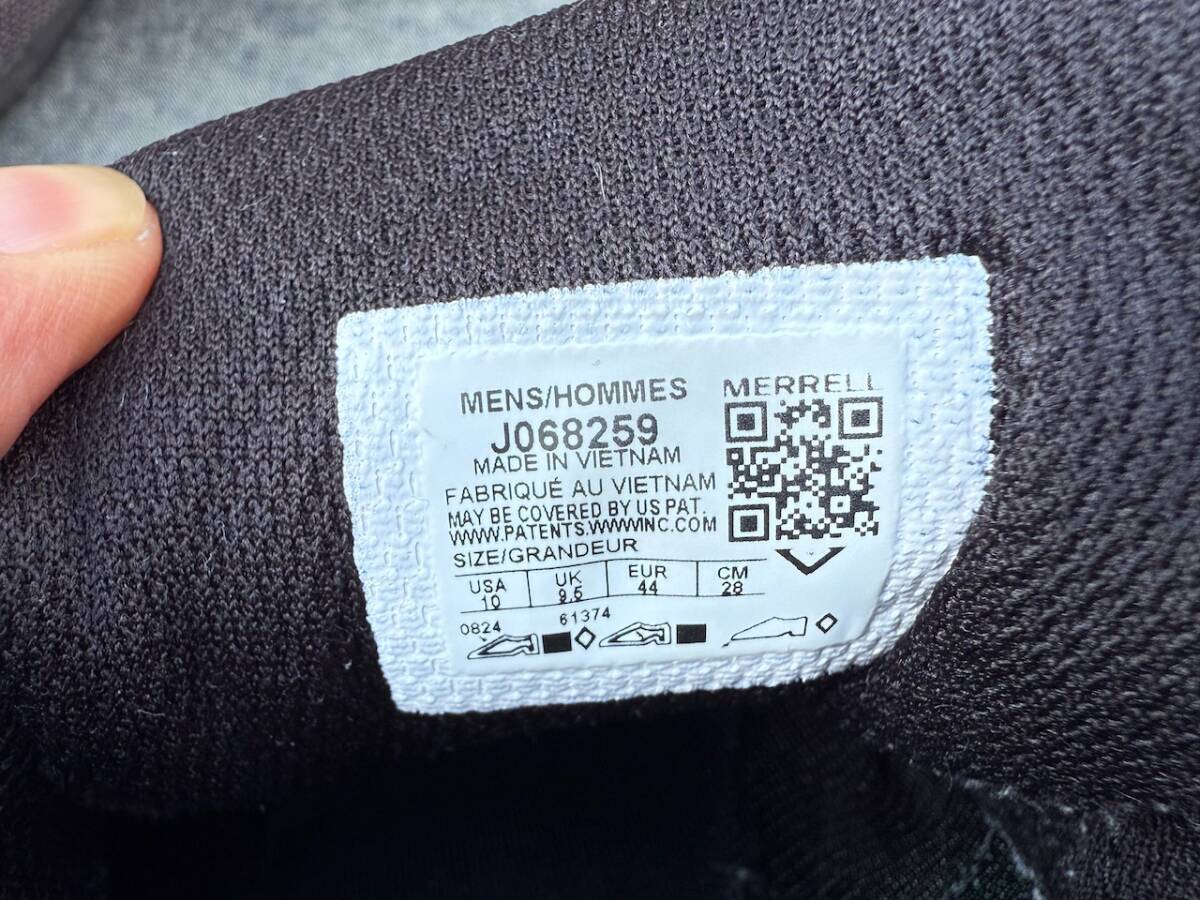 MENS/HOMMES
MERRELL
J068259
MADE IN VIETNAM
FABRIQUÉ AU VIETNAM
MAY BE COVERED BY US PAT.
WWW.PATENTS.WWWINC.COM
SIZE/GRANDEUR
USA UK EUR CM
10 9.5 44 28
0824 61374